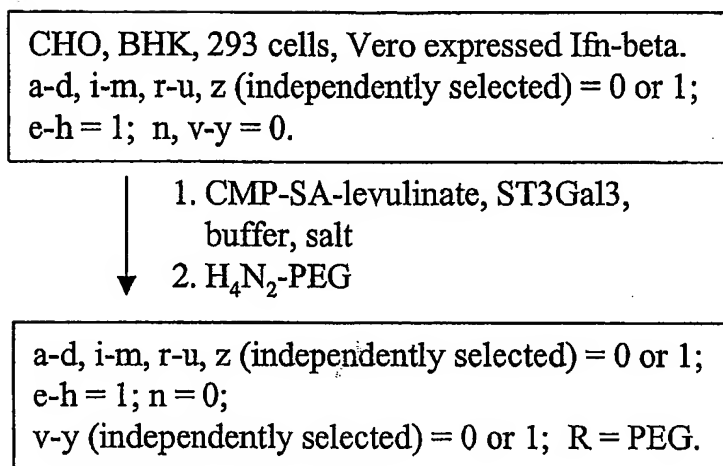 CHO, BHK, 293 cells, Vero expressed Ifn-beta.
a-d, i-m, r-u, z (independently selected) = 0 or 1;
e-h = 1; n, v-y = 0.
1. CMP-SA-levulinate, ST3Gal3,
buffer, salt
2. H₄N₂-PEG
a-d, i-m, r-u, z (independently selected) = 0 or 1;
e-h = 1; n = 0;
v-y (independently selected) = 0 or 1; R = PEG.